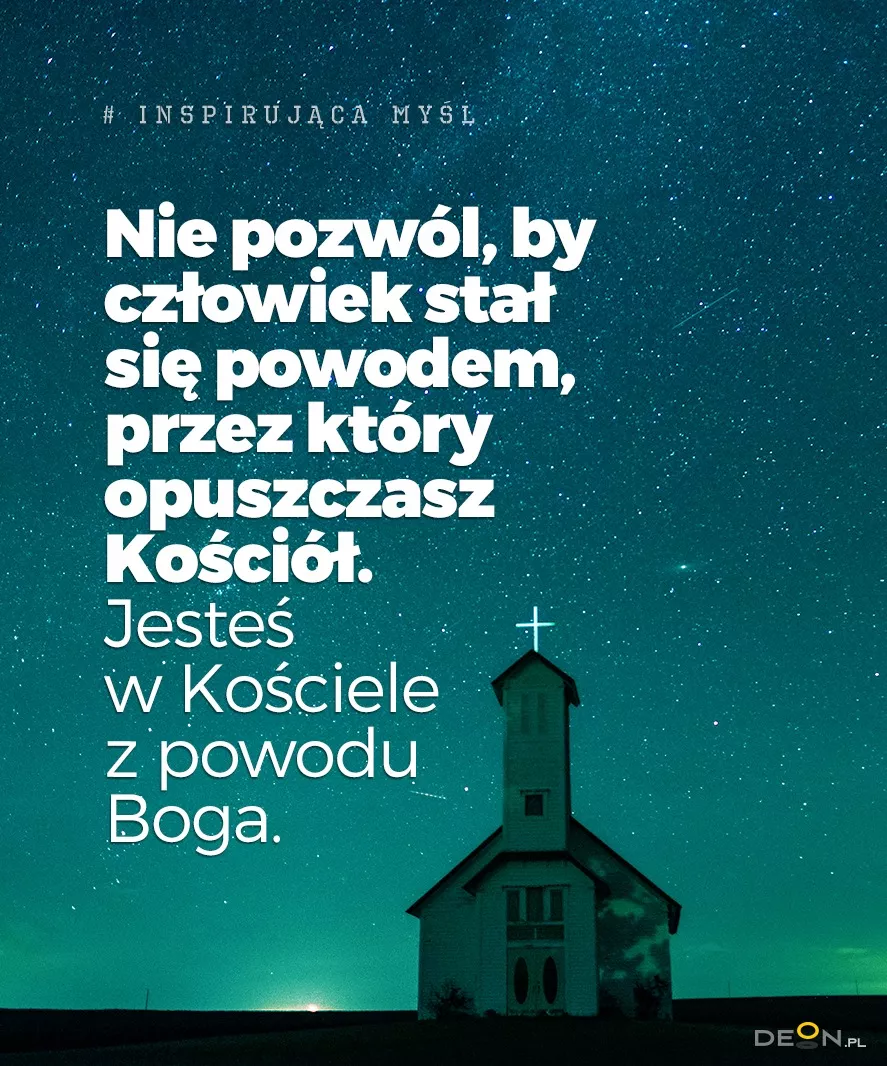 # INSPIRUJĄCA MYŚL
Nie pozwól, by
człowiek stał
się powodem,
przez który
opuszczasz
Kościół.
Jesteś
w Kościele
z powodu
Boga.
DEON.PL